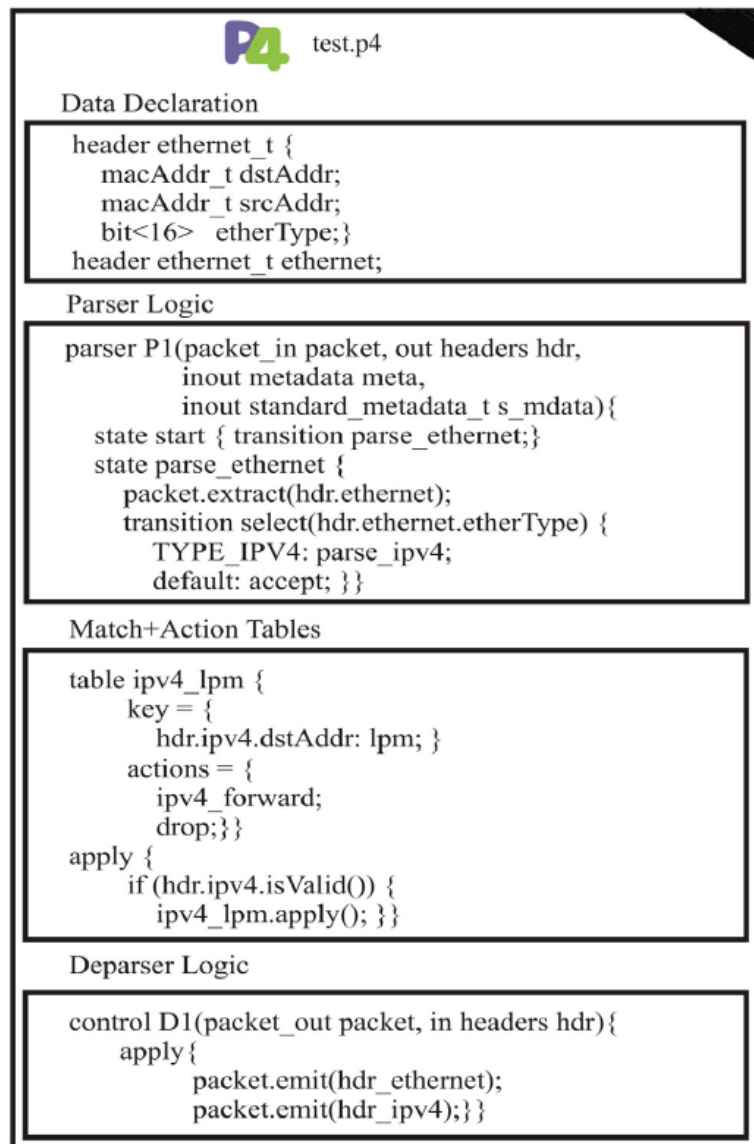 P4 test.p4
Data Declaration
header ethernet_t {
macAddr_t dstAddr;
macAddr_t srcAddr;
bit<16> etherType;}
header ethernet_t ethernet;
Parser Logic
parser P1(packet_in packet, out headers hdr,
inout metadata meta,
inout standard_metadata_t s_mdata){
state start { transition parse_ethernet;}
state parse_ethernet {
packet.extract(hdr.ethernet);
transition select(hdr.ethernet.etherType) {
TYPE_IPV4: parse_ipv4;
default: accept; }}
Match+Action Tables
table ipv4_lpm {
key = {
hdr.ipv4.dstAddr: lpm; }
actions = {
ipv4_forward;
drop;}}
apply {
if (hdr.ipv4.isValid()) {
ipv4_lpm.apply(); }}
Deparser Logic
control D1(packet_out packet, in headers hdr){
apply{
packet.emit(hdr_ethernet);
packet.emit(hdr_ipv4);}}